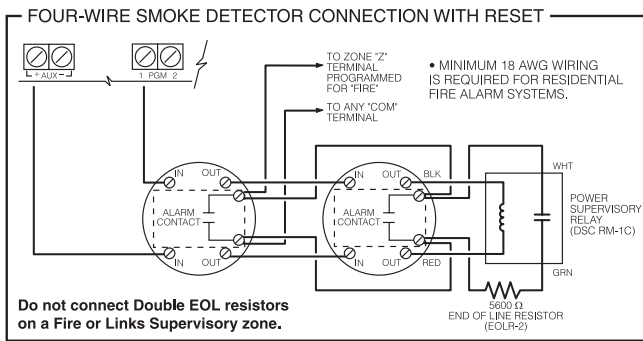 FOUR-WIRE SMOKE DETECTOR CONNECTION WITH RESET
+ AUX –
1 PGM 2
TO ZONE "Z"
TERMINAL
PROGRAMMED
FOR "FIRE"
TO ANY "COM"
TERMINAL
• MINIMUM 18 AWG WIRING
IS REQUIRED FOR RESIDENTIAL
FIRE ALARM SYSTEMS.
IN
OUT
ALARM
CONTACT
IN
OUT
IN
OUT
BLK
ALARM
CONTACT
IN
OUT
RED
WHT
POWER
SUPERVISORY
RELAY
(DSC RM-1C)
GRN
5600 Ω
END OF LINE RESISTOR
(EOLR-2)
Do not connect Double EOL resistors
on a Fire or Links Supervisory zone.